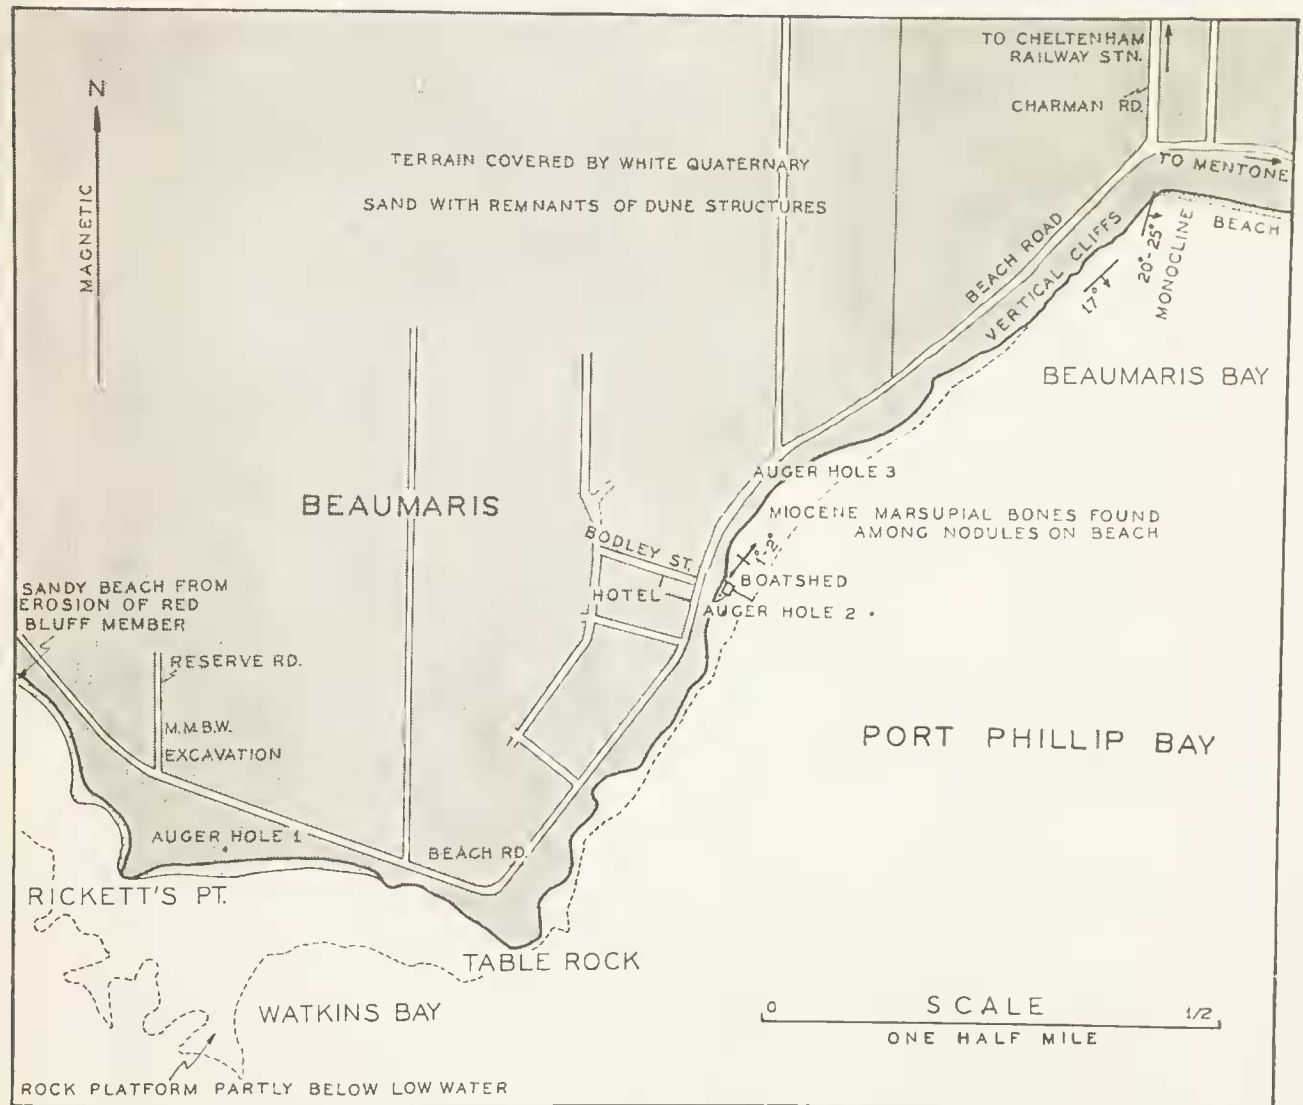 N
MAGNETIC
TO CHELTENHAM
RAILWAY STN.
CHARMAN RD.
TO MENTONE
TERRAIN COVERED BY WHITE QUATERNARY
SAND WITH REMNANTS OF DUNE STRUCTURES
BEACH ROAD
VERTICAL CLIFFS
BEACH
20°-25°
MONOCLINE
17°
BEAUMARIS BAY
AUGER HOLE 3
BEAUMARIS
MIOCENE MARSUPIAL BONES FOUND
AMONG NODULES ON BEACH
BODLEY ST.
1°-2°
BOATSHED
HOTEL
AUGER HOLE 2
SANDY BEACH FROM
EROSION OF RED
BLUFF MEMBER
RESERVE RD.
M.M.B.W.
EXCAVATION
PORT PHILLIP BAY
AUGER HOLE 1
BEACH RD.
RICKETT'S PT.
TABLE ROCK
WATKINS BAY
0 SCALE 1/2
ONE HALF MILE
ROCK PLATFORM PARTLY BELOW LOW WATER